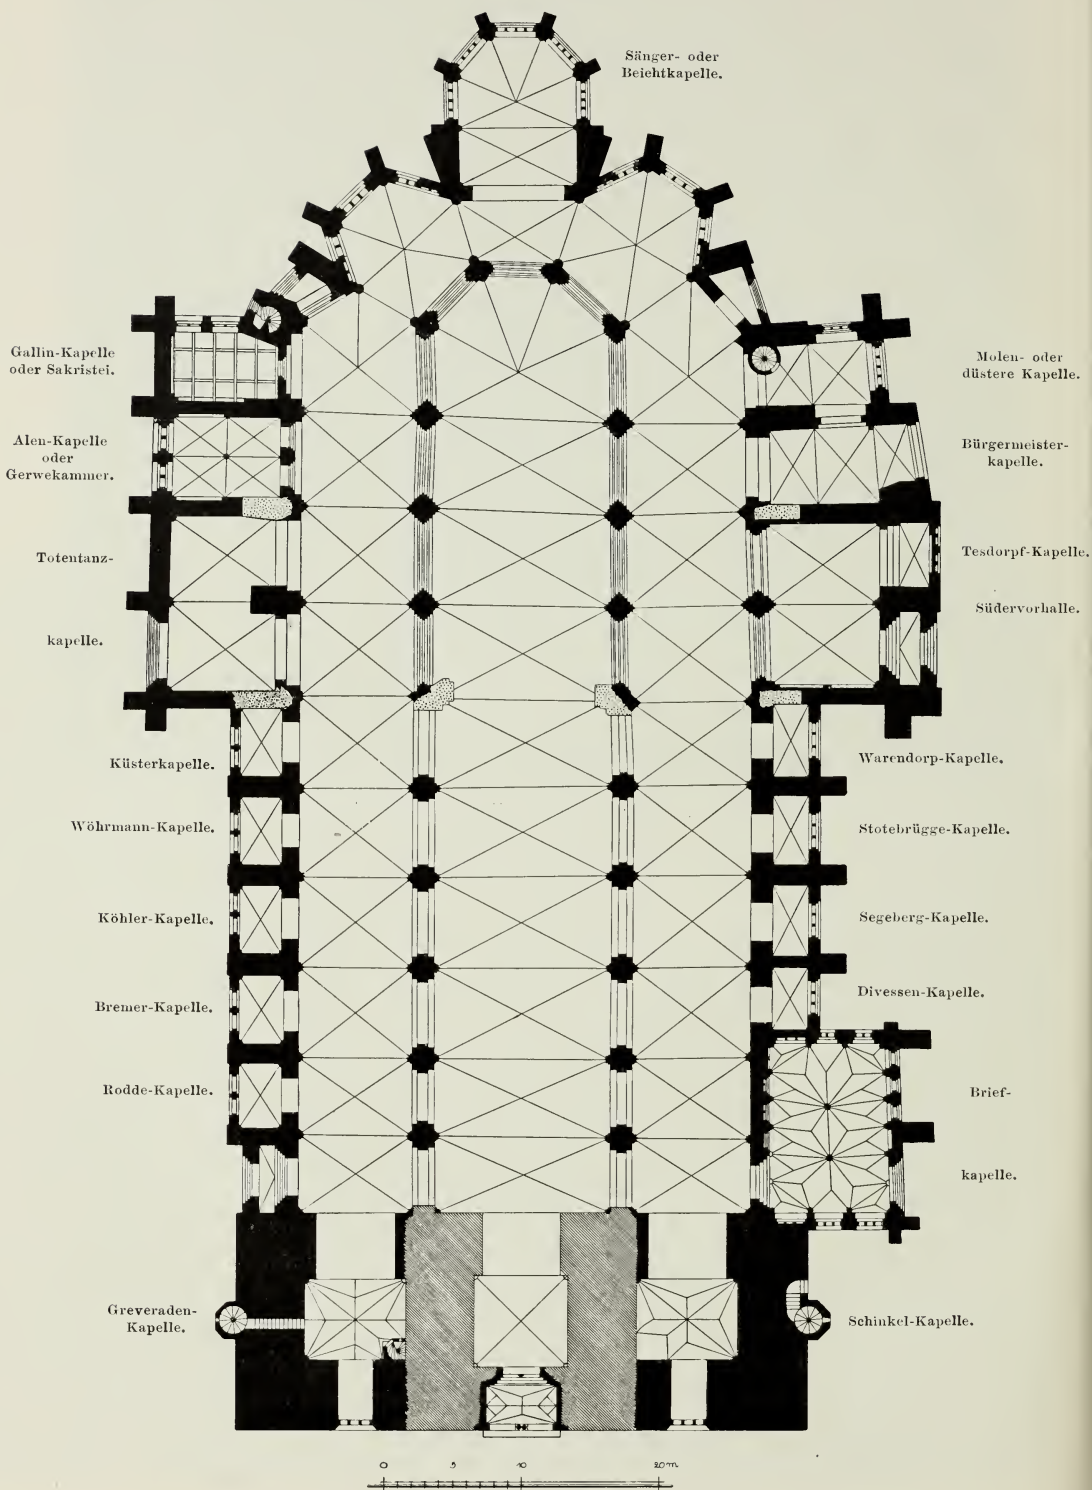 Sänger- oder
Beichtkapelle.
Gallin-Kapelle
oder Sakristei.
Molen- oder
düstere Kapelle.
Alen-Kapelle
oder
Gerwekammer.
Bürgermeister-
kapelle.
Totentanz-
kapelle.
Tesdorpf-Kapelle.
Südervorhalle.
Küsterkapelle.
Warendorp-Kapelle.
Wöhrmann-Kapelle.
Stotebrügge-Kapelle.
Köhler-Kapelle.
Segeberg-Kapelle.
Bremer-Kapelle.
Divessen-Kapelle.
Rodde-Kapelle.
Brief-
kapelle.
Greveraden-
Kapelle.
Schinkel-Kapelle.
0 5 10 20 m